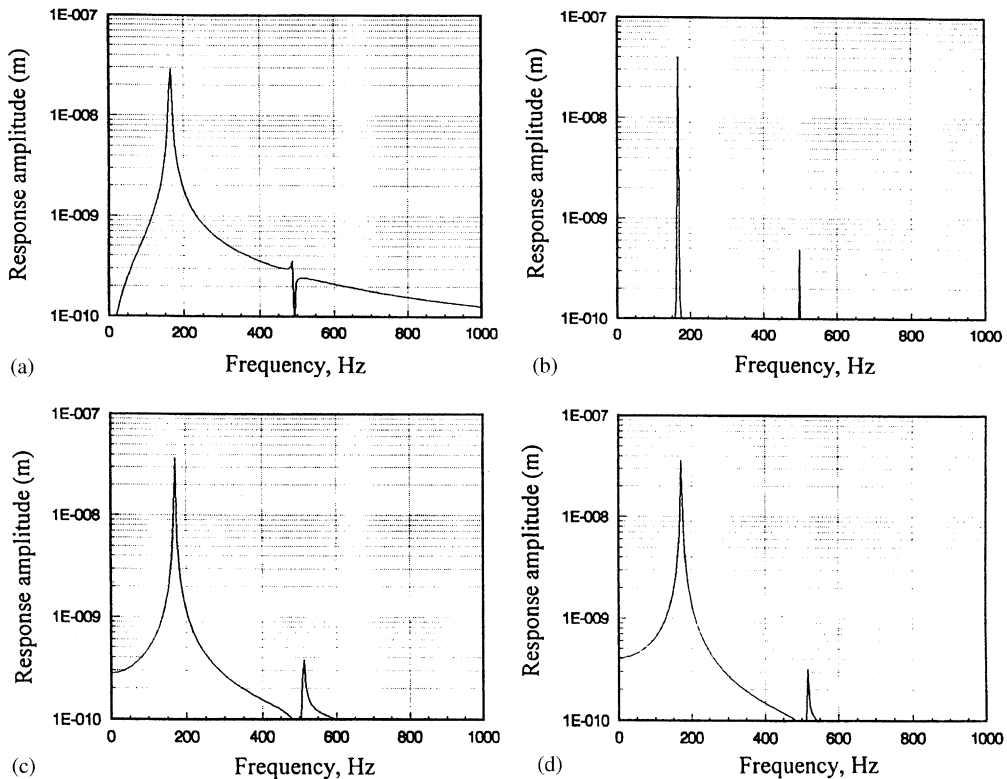 1E-007
1E-008
1E-009
1E-010
Response amplitude (m)
0 200 400 600 800 1000
Frequency, Hz
(a)
1E-007
1E-008
1E-009
1E-010
Response amplitude (m)
0 200 400 600 800 1000
Frequency, Hz
(b)
1E-007
1E-008
1E-009
1E-010
Response amplitude (m)
0 200 400 600 800 1000
Frequency, Hz
(c)
1E-007
1E-008
1E-009
1E-010
Response amplitude (m)
0 200 400 600 800 1000
Frequency, Hz
(d)